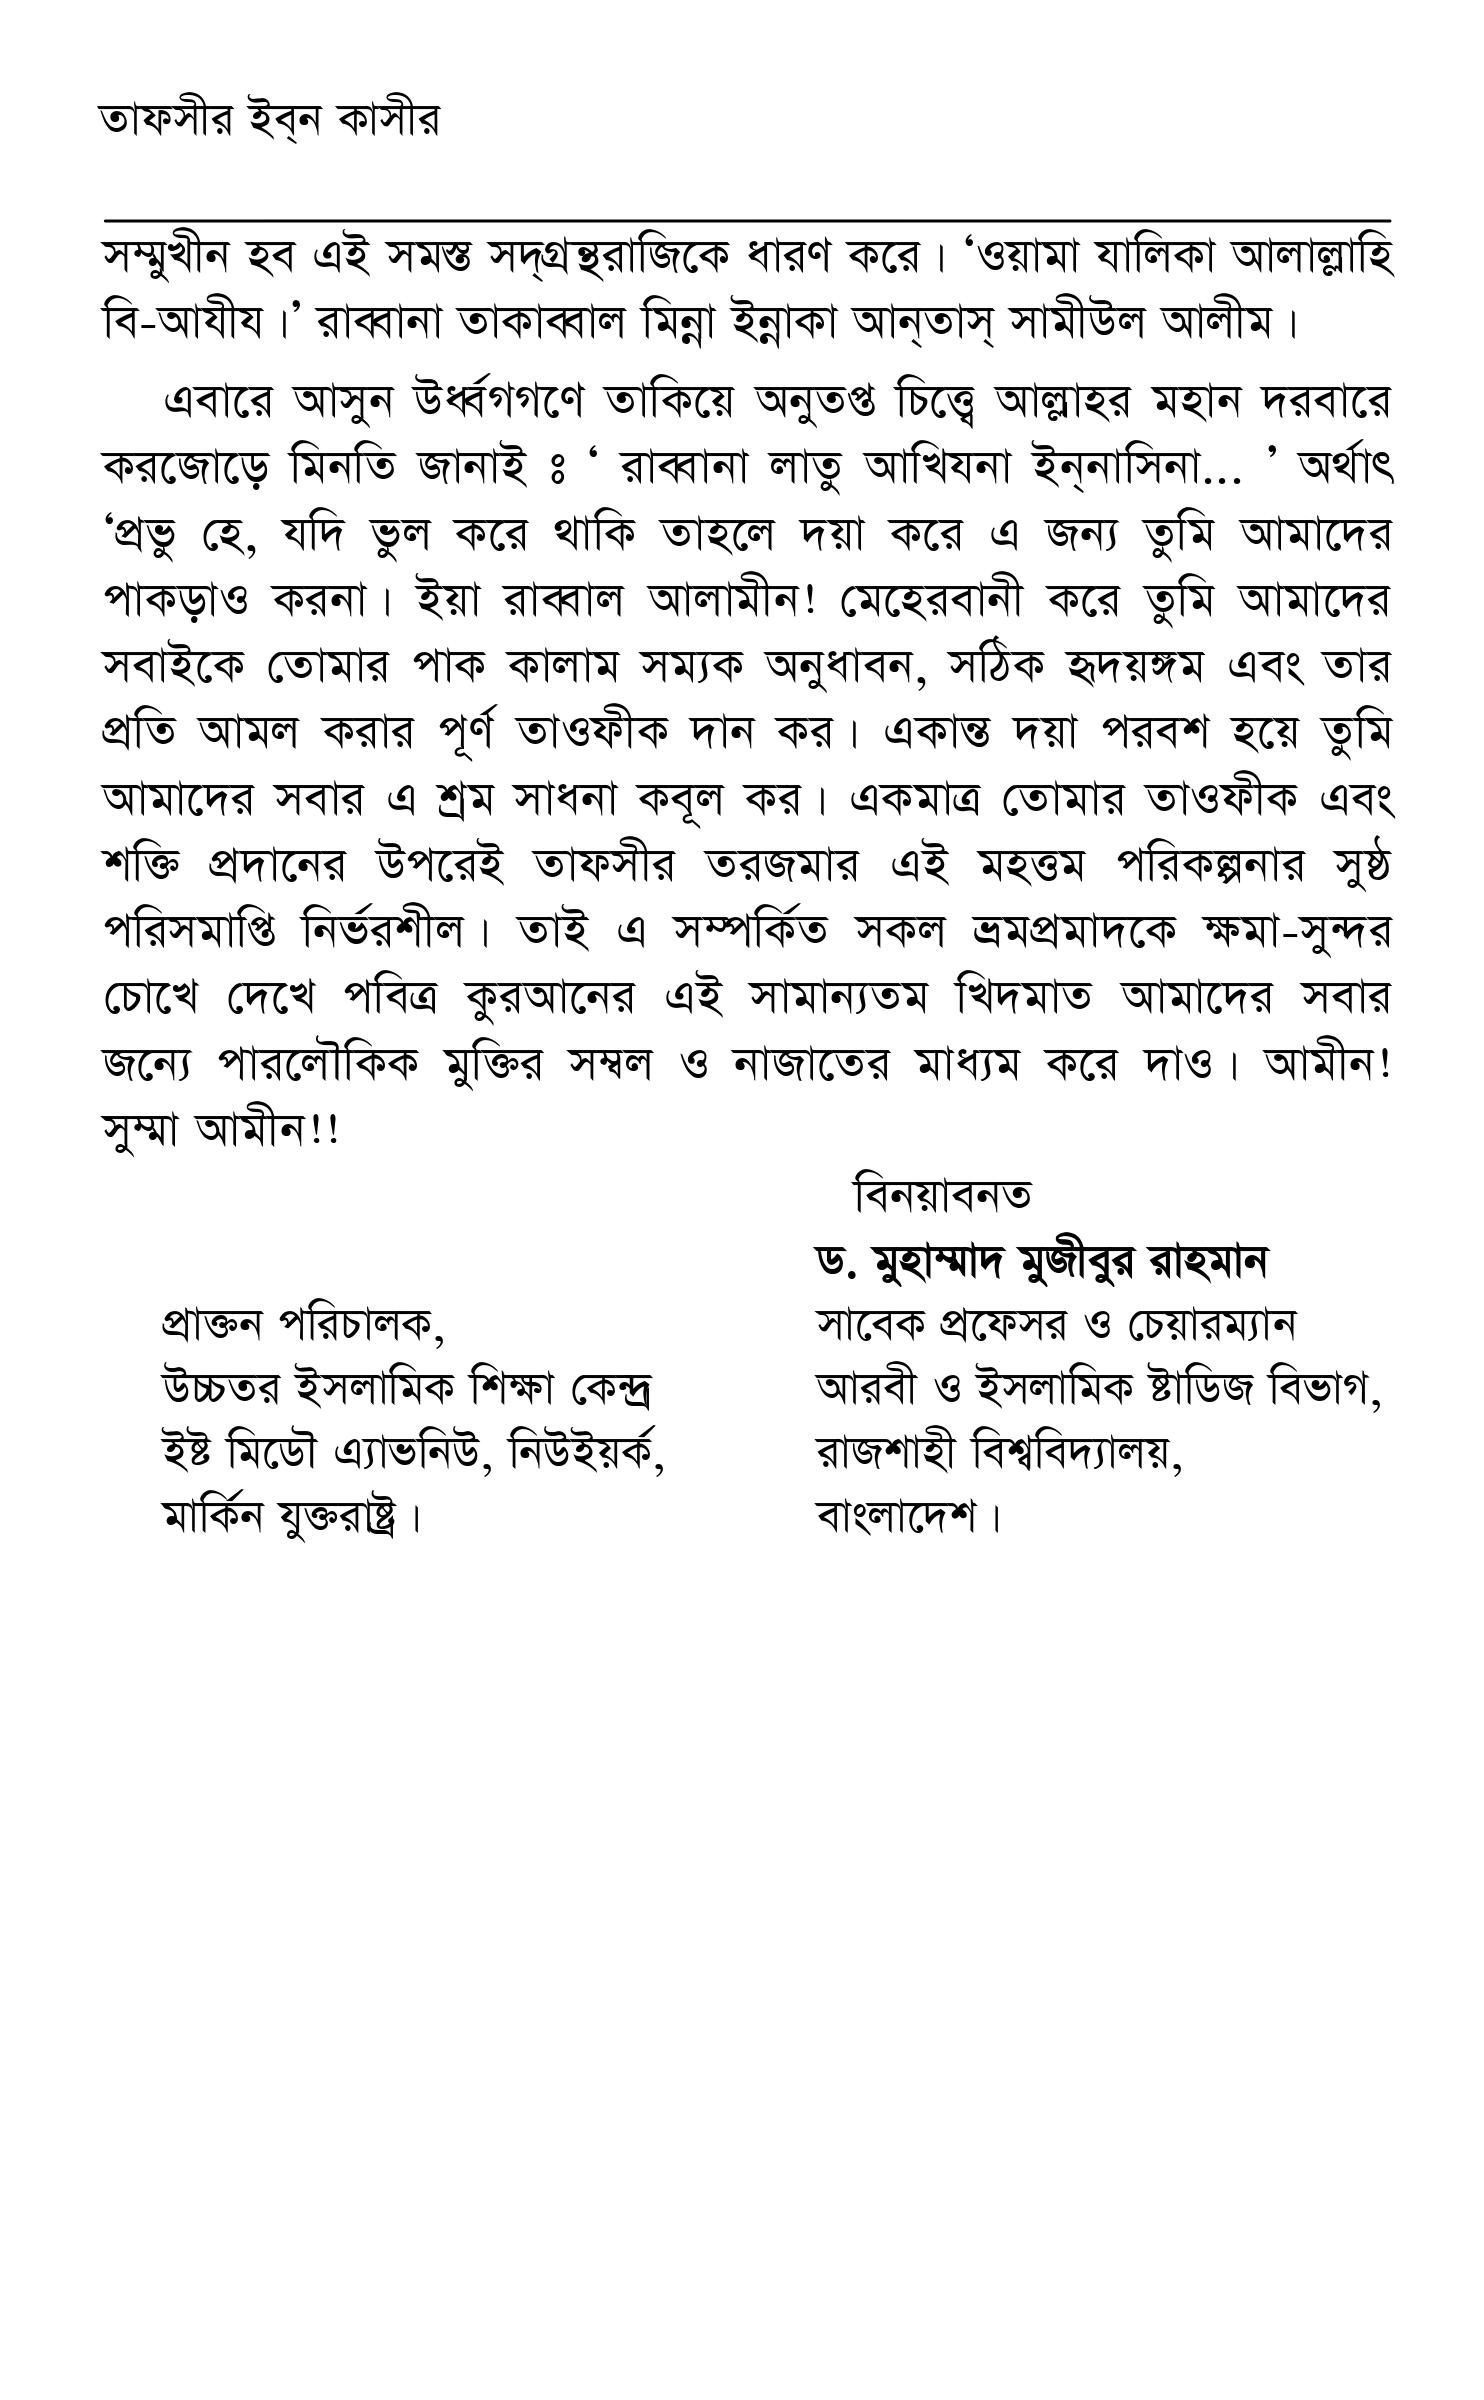 তাফসীর ইব্‌ন কাসীর
সম্মুখীন হব এই সমস্ত সদ্‌গ্রন্থরাজিকে ধারণ করে। ‘ওয়ামা যালিকা আলাল্লাহি
বি-আযীয।’ রাব্বানা তাকাব্বাল মিন্না ইন্নাকা আন্‌তাস্‌ সামীউল আলীম।
এবারে আসুন উর্ধ্বগগণে তাকিয়ে অনুতপ্ত চিত্ত্বে আল্লাহর মহান দরবারে
করজোড়ে মিনতি জানাই ঃ ‘ রাব্বানা লাতু আখিযনা ইন্‌নাসিনা... ’ অর্থাৎ
‘প্রভু হে, যদি ভুল করে থাকি তাহলে দয়া করে এ জন্য তুমি আমাদের
পাকড়াও করনা। ইয়া রাব্বাল আলামীন! মেহেরবানী করে তুমি আমাদের
সবাইকে তোমার পাক কালাম সম্যক অনুধাবন, সঠিক হৃদয়ঙ্গম এবং তার
প্রতি আমল করার পূর্ণ তাওফীক দান কর। একান্ত দয়া পরবশ হয়ে তুমি
আমাদের সবার এ শ্রম সাধনা কবূল কর। একমাত্র তোমার তাওফীক এবং
শক্তি প্রদানের উপরেই তাফসীর তরজমার এই মহত্তম পরিকল্পনার সুষ্ঠ
পরিসমাপ্তি নির্ভরশীল। তাই এ সম্পর্কিত সকল ভ্রমপ্রমাদকে ক্ষমা-সুন্দর
চোখে দেখে পবিত্র কুরআনের এই সামান্যতম খিদমাত আমাদের সবার
জন্যে পারলৌকিক মুক্তির সম্বল ও নাজাতের মাধ্যম করে দাও। আমীন!
সুম্মা আমীন!!
বিনয়াবনত
ড. মুহাম্মাদ মুজীবুর রাহমান
প্রাক্তন পরিচালক,
উচ্চতর ইসলামিক শিক্ষা কেন্দ্র
ইষ্ট মিডৌ এ্যাভনিউ, নিউইয়র্ক,
মার্কিন যুক্তরাষ্ট্র।
সাবেক প্রফেসর ও চেয়ারম্যান
আরবী ও ইসলামিক ষ্টাডিজ বিভাগ,
রাজশাহী বিশ্ববিদ্যালয়,
বাংলাদেশ।